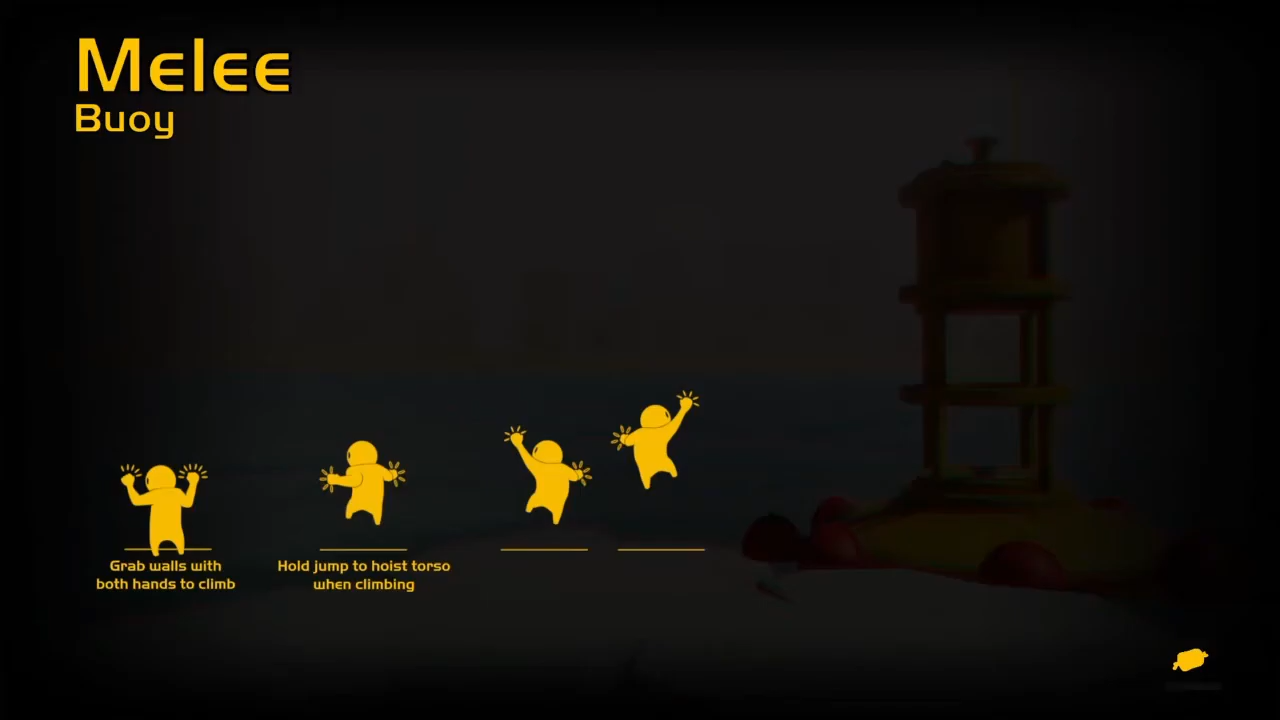 Melee
Buoy
Grab walls with
both hands to climb
Hold jump to hoist torso
when climbing